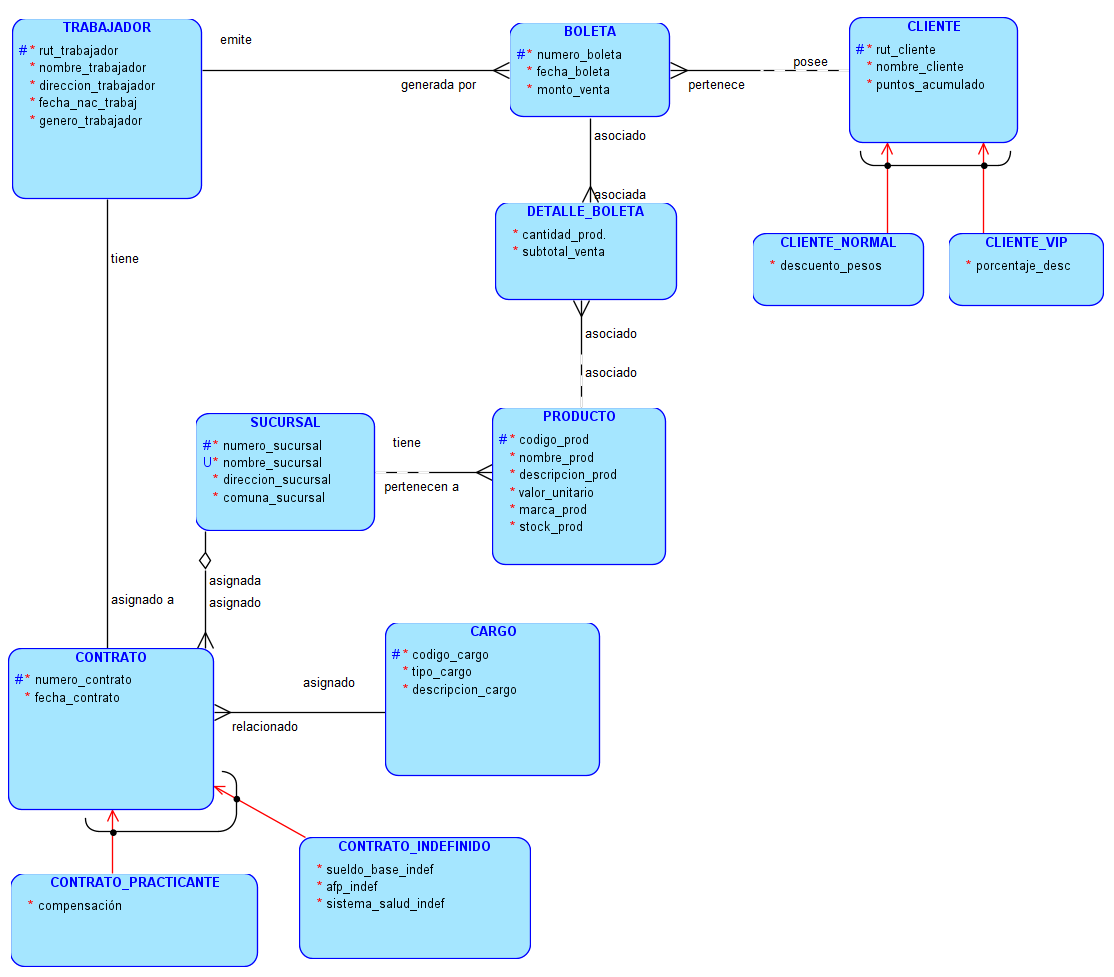 TRABAJADOR
#* rut_trabajador
* nombre_trabajador
* direccion_trabajador
* fecha_nac_trabaj
* genero_trabajador
emite
generada por
BOLETA
#* numero_boleta
* fecha_boleta
* monto_venta
posee
pertenece
CLIENTE
#* rut_cliente
* nombre_cliente
* puntos_acumulado
asociado
asociada
DETALLE_BOLETA
* cantidad_prod.
* subtotal_venta
CLIENTE_NORMAL
* descuento_pesos
CLIENTE_VIP
* porcentaje_desc
tiene
asociado
asociado
SUCURSAL
#* numero_sucursal
U* nombre_sucursal
* direccion_sucursal
* comuna_sucursal
tiene
pertenecen a
PRODUCTO
#* codigo_prod
* nombre_prod
* descripcion_prod
* valor_unitario
* marca_prod
* stock_prod
asignada
asignado
asignado a
CONTRATO
#* numero_contrato
* fecha_contrato
asignado
relacionado
CARGO
#* codigo_cargo
* tipo_cargo
* descripcion_cargo
CONTRATO_INDEFINIDO
* sueldo_base_indef
* afp_indef
* sistema_salud_indef
CONTRATO_PRACTICANTE
* compensación